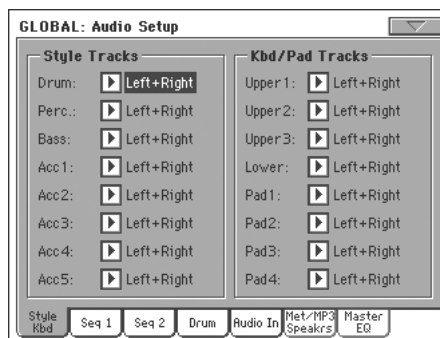 GLOBAL: Audio Setup
Style Tracks
Drum: Left+Right
Perc.: Left+Right
Bass: Left+Right
Acc1: Left+Right
Acc2: Left+Right
Acc3: Left+Right
Acc4: Left+Right
Acc5: Left+Right
Kbd/Pad Tracks
Upper1: Left+Right
Upper2: Left+Right
Upper3: Left+Right
Lower: Left+Right
Pad1: Left+Right
Pad2: Left+Right
Pad3: Left+Right
Pad4: Left+Right
Style
Kbd
Seq 1
Seq 2
Drum
Audio In
Met/MP3
Speakrs
Master
EQ